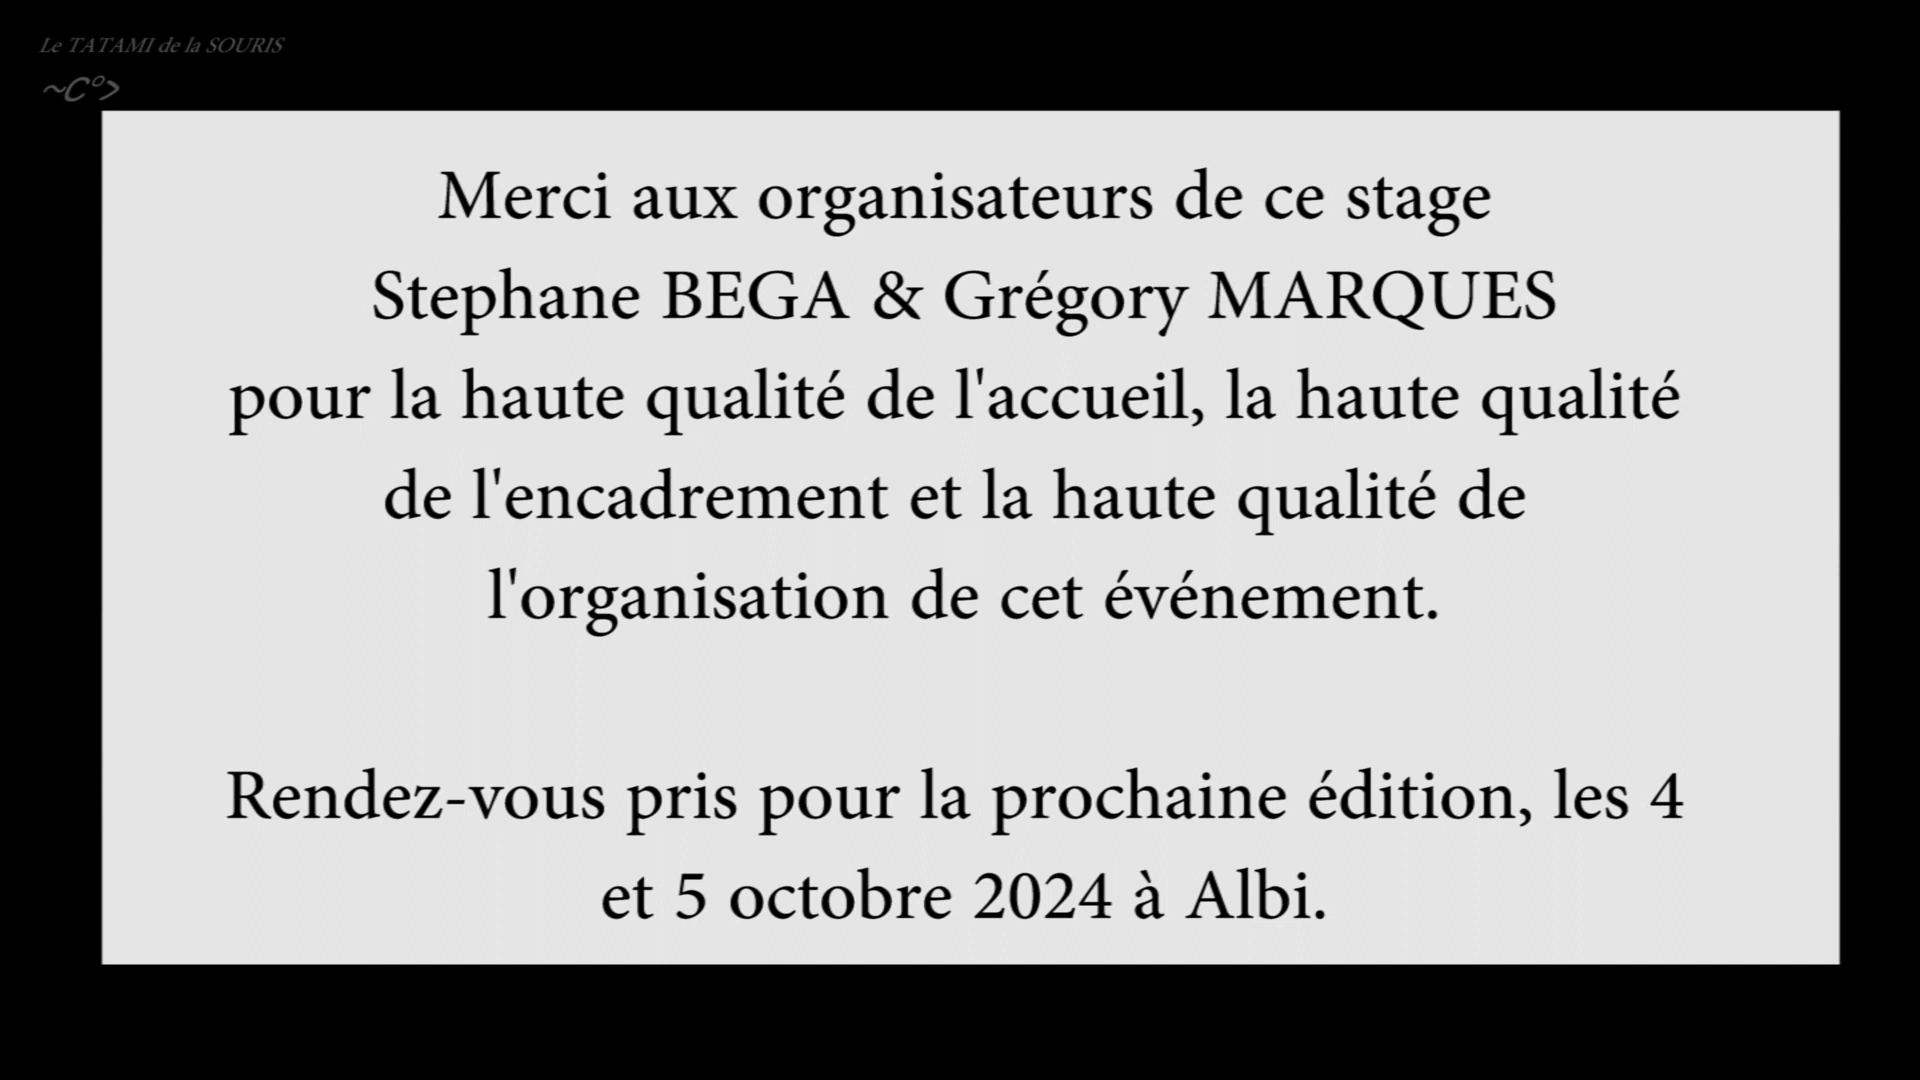 Le TATAMI de la SOURIS
~C°>
Merci aux organisateurs de ce stage
Stephane BEGA & Grégory MARQUES
pour la haute qualité de l'accueil, la haute qualité
de l'encadrement et la haute qualité de
l'organisation de cet événement.
Rendez-vous pris pour la prochaine édition, les 4
et 5 octobre 2024 à Albi.